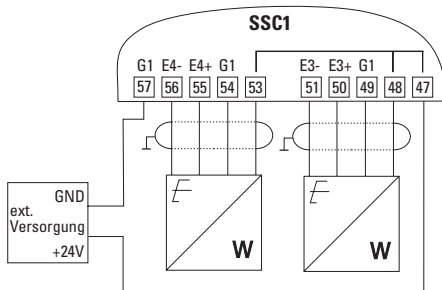 SSC1
G1 E4- E4+ G1 E3- E3+ G1
57 56 55 54 53 51 50 49 48 47
GND
ext.
Versorgung
+24V
E W E W